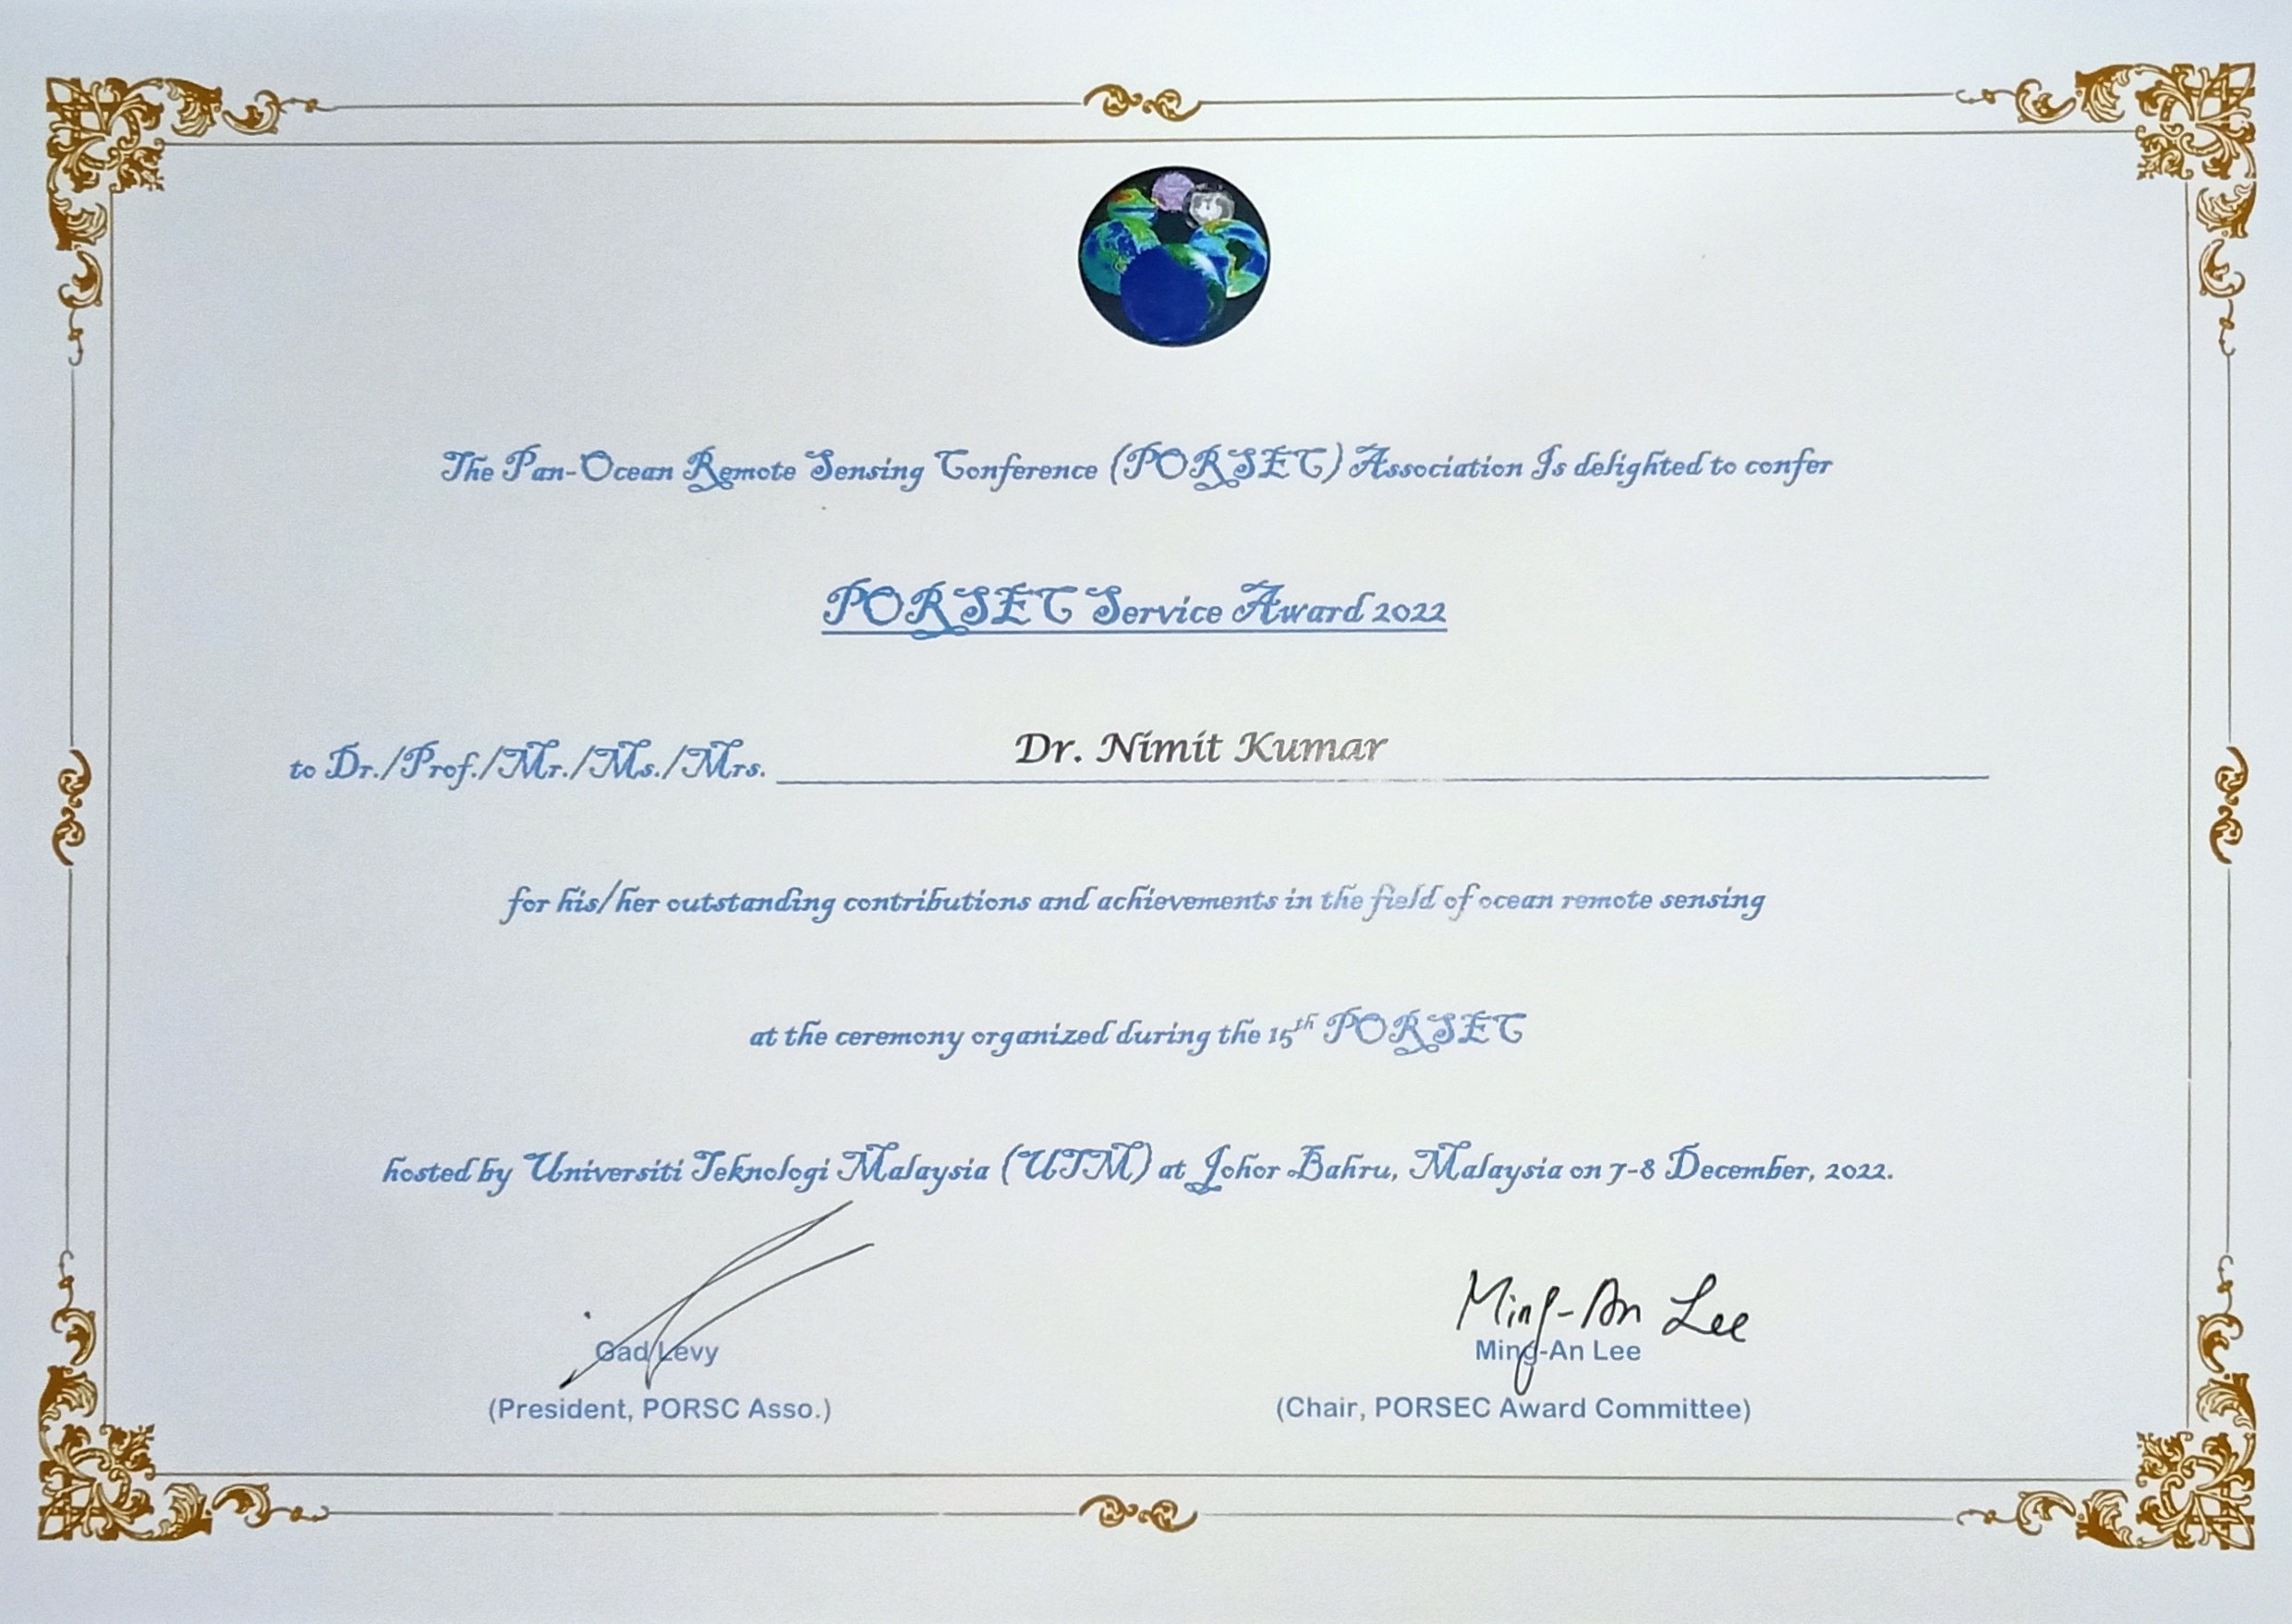 The Pan-Ocean Remote Sensing Conference (PORSEC) Association Is delighted to confer
PORSEC Service Award 2022
to Dr./Prof./Mr./Ms./Mrs. Dr. Nimit Kumar
for his/her outstanding contributions and achievements in the field of ocean remote sensing
at the ceremony organized during the 15th PORSEC
hosted by Universiti Teknologi Malaysia (UTM) at Johor Bahru, Malaysia on 7-8 December, 2022.
Ming-An Lee
Gad Levy Ming-An Lee
(President, PORSC Asso.) (Chair, PORSEC Award Committee)